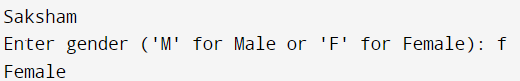 Saksham
Enter gender ('M' for Male or 'F' for Female): f
Female